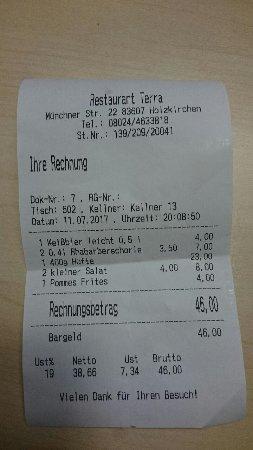 Restaurart Terra
Münchner Str. 22 83607 Holzkirchen
Tel.: 08024/4633818
St.Nr.: 139/209/20041
Ihre Rechnung
Dok-Nr.: 7 , RG-Nr.:
Tisch: 502 , Kellner: Kellner 13
Datum: 11.07.2017 , Uhrzeit: 20:08:50
1 Weißbier leicht 0,5 l 4,00
2 0,4l Rhabarberschorle 3,50 7,00
1 400g Hüfte 23,00
2 kleiner Salat 4,00 8,00
1 Pommes Frites 4,00
Rechnungsbetrag 46,00
Bargeld 46,00
Ust% Netto Ust Brutto
19 38,66 7,34 46,00
Vielen Dank für Ihren Besuch!